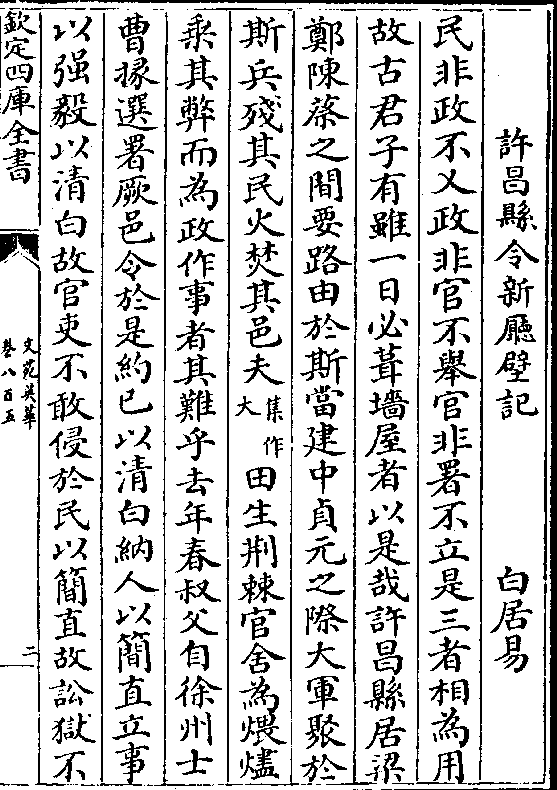 許昌縣令新廳壁記 白居易
民非政不乂政非官不舉官非署不立是三者相為用
故古君子有雖一日必葺墻屋者以是哉許昌縣居梁
鄭陳蔡之間要路由於斯當建中貞元之際大軍聚於
斯兵殘其民火焚其邑夫集作大田生荆棘官舍為煨燼
乘其弊而為政作事者其難乎去年春叔父自徐州士
曹掾選署厥邑令於是約己以清白納人以簡直立事
以强毅以清白故官吏不敢侵於民以簡直故訟獄不
欽定四庫全書
文苑英華
卷八百五
二